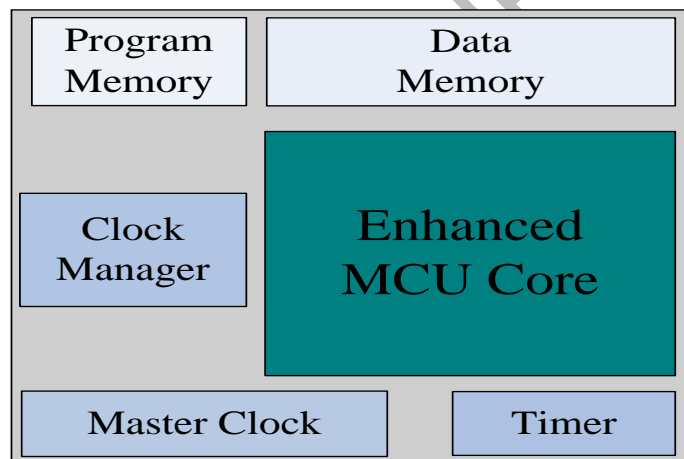 Program
Memory
Data
Memory
Clock
Manager
Enhanced
MCU Core
Master Clock
Timer